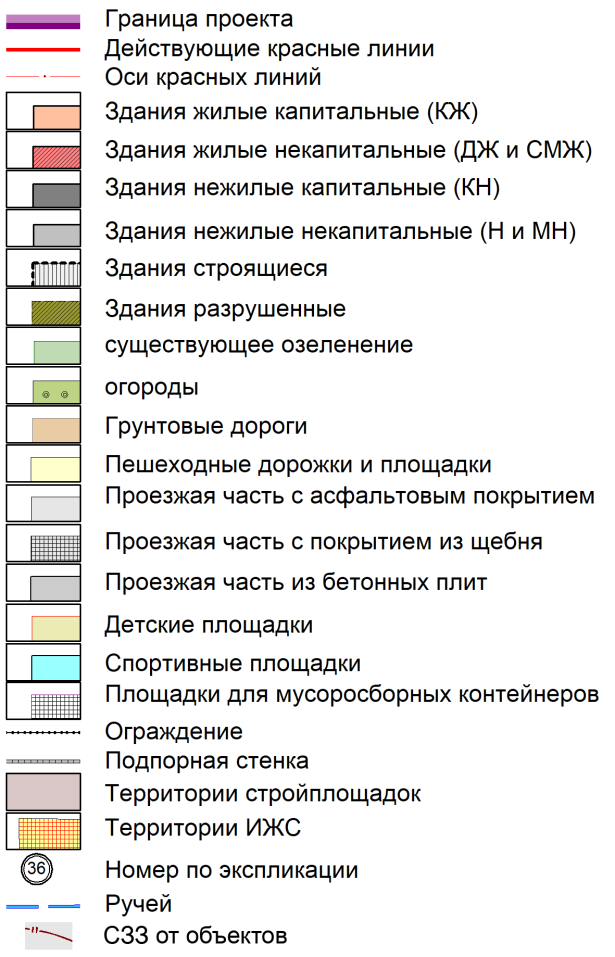 Граница проекта
Действующие красные линии
Оси красных линий
Здания жилые капитальные (КЖ)
Здания жилые некапитальные (ДЖ и СМЖ)
Здания нежилые капитальные (КН)
Здания нежилые некапитальные (Н и МН)
Здания строящиеся
Здания разрушенные
существующее озеленение
огороды
Грунтовые дороги
Пешеходные дорожки и площадки
Проезжая часть с асфальтовым покрытием
Проезжая часть с покрытием из щебня
Проезжая часть из бетонных плит
Детские площадки
Спортивные площадки
Площадки для мусоросборных контейнеров
Ограждение
Подпорная стенка
Территории стройплощадок
Территории ИЖС
36 Номер по экспликации
Ручей
СЗЗ от объектов